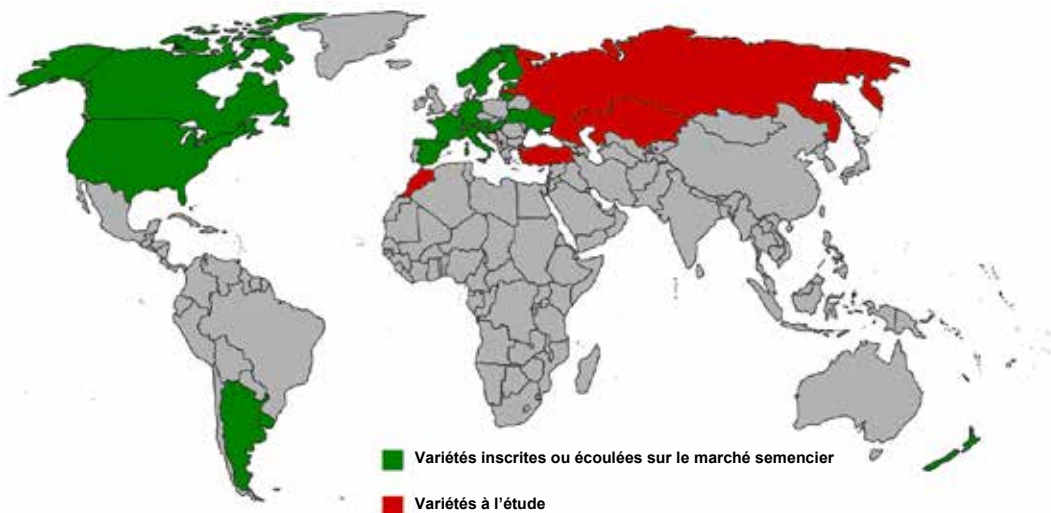 Variétés inscrites ou écoulées sur le marché semencier
Variétés à l'étude